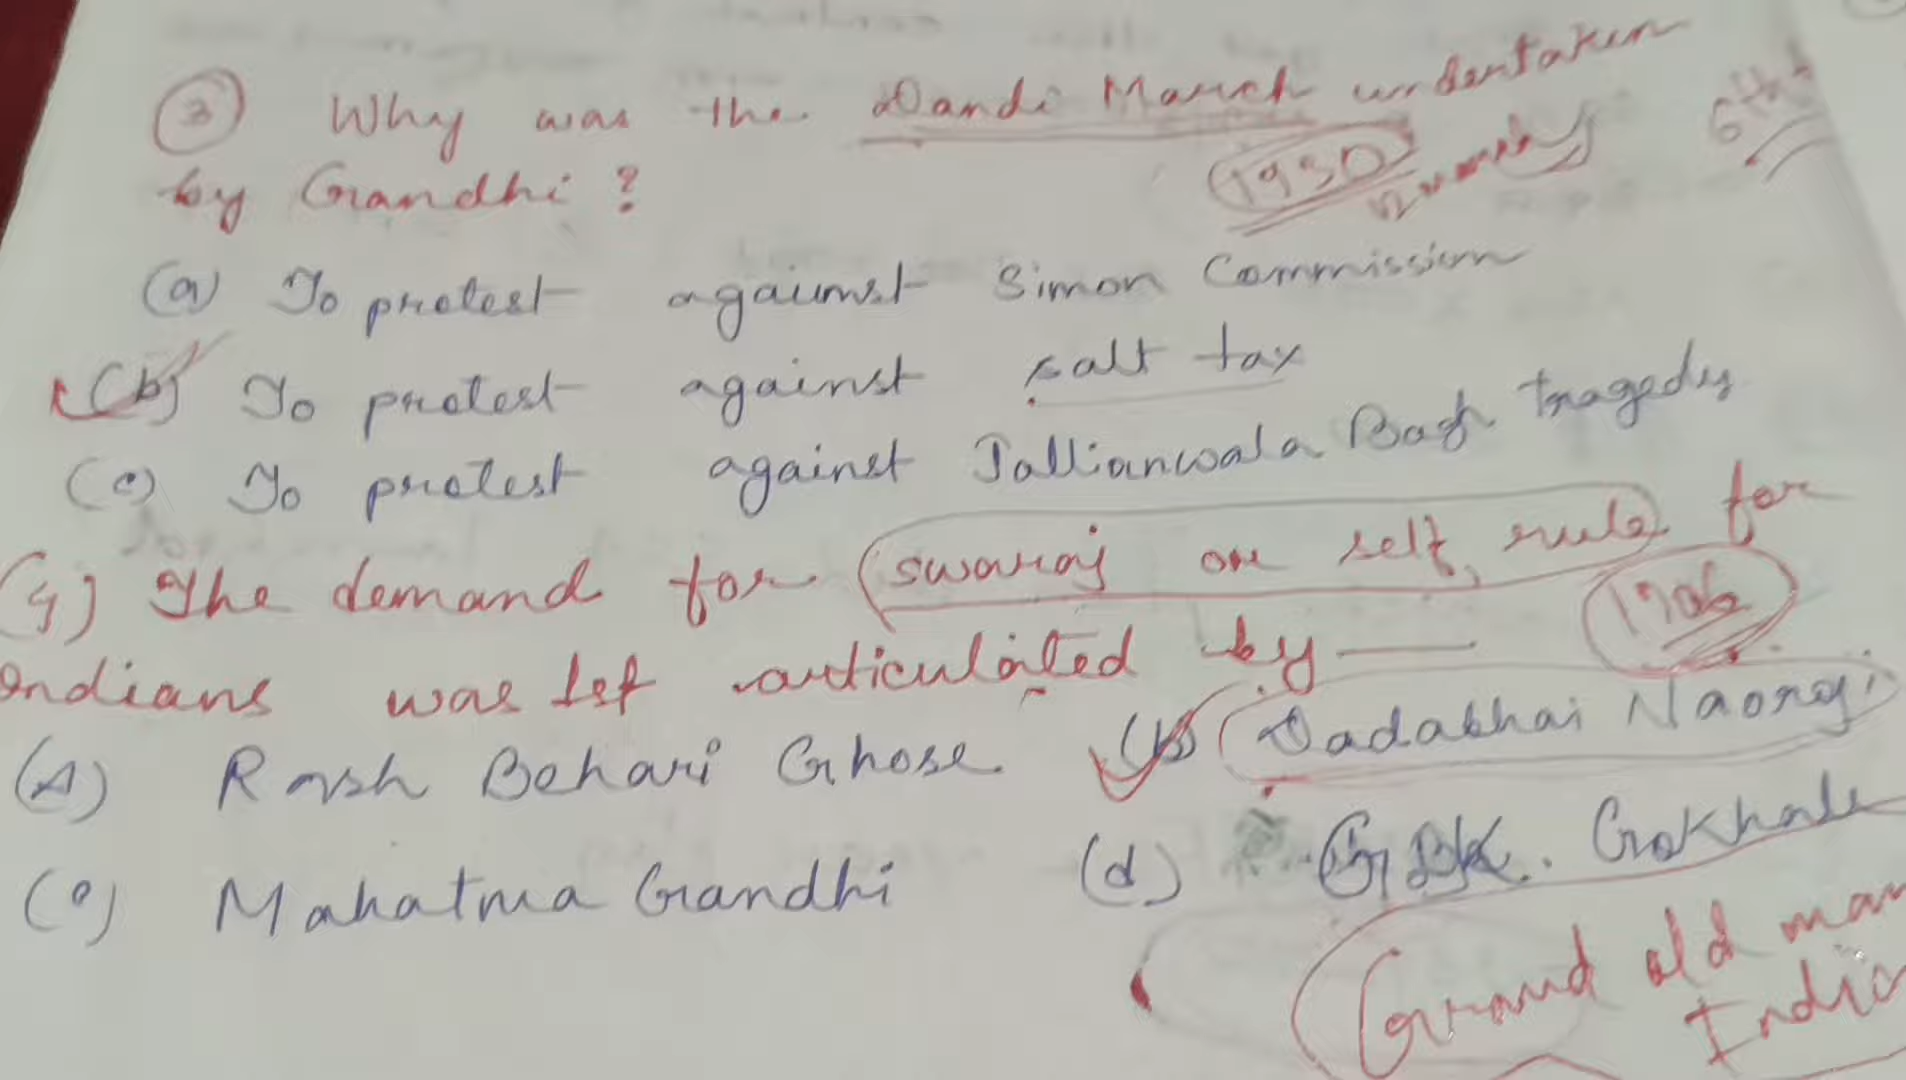 (3) Why was the Dandi March undertaken
by Gandhi ?
1930
12 march
6th
(a) To protest against Simon Commission
(b) To protest against salt tax
(c) To protest against Jallianwala Bagh tragedy
(4) The demand for swaraj or self, rule for
Indians was 1st articulated by —
1906
(A) Rash Behari Ghose (b) Dadabhai Naoroji
(c) Mahatma Gandhi (d) G. K. Gokhale
Grand old man
India